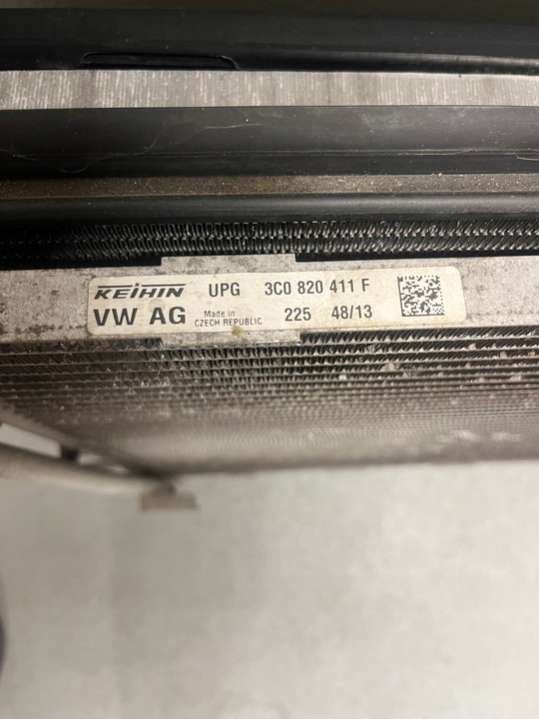 KEIHIN UPG 3C0 820 411 F
VW AG Made in CZECH REPUBLIC 225 48/13